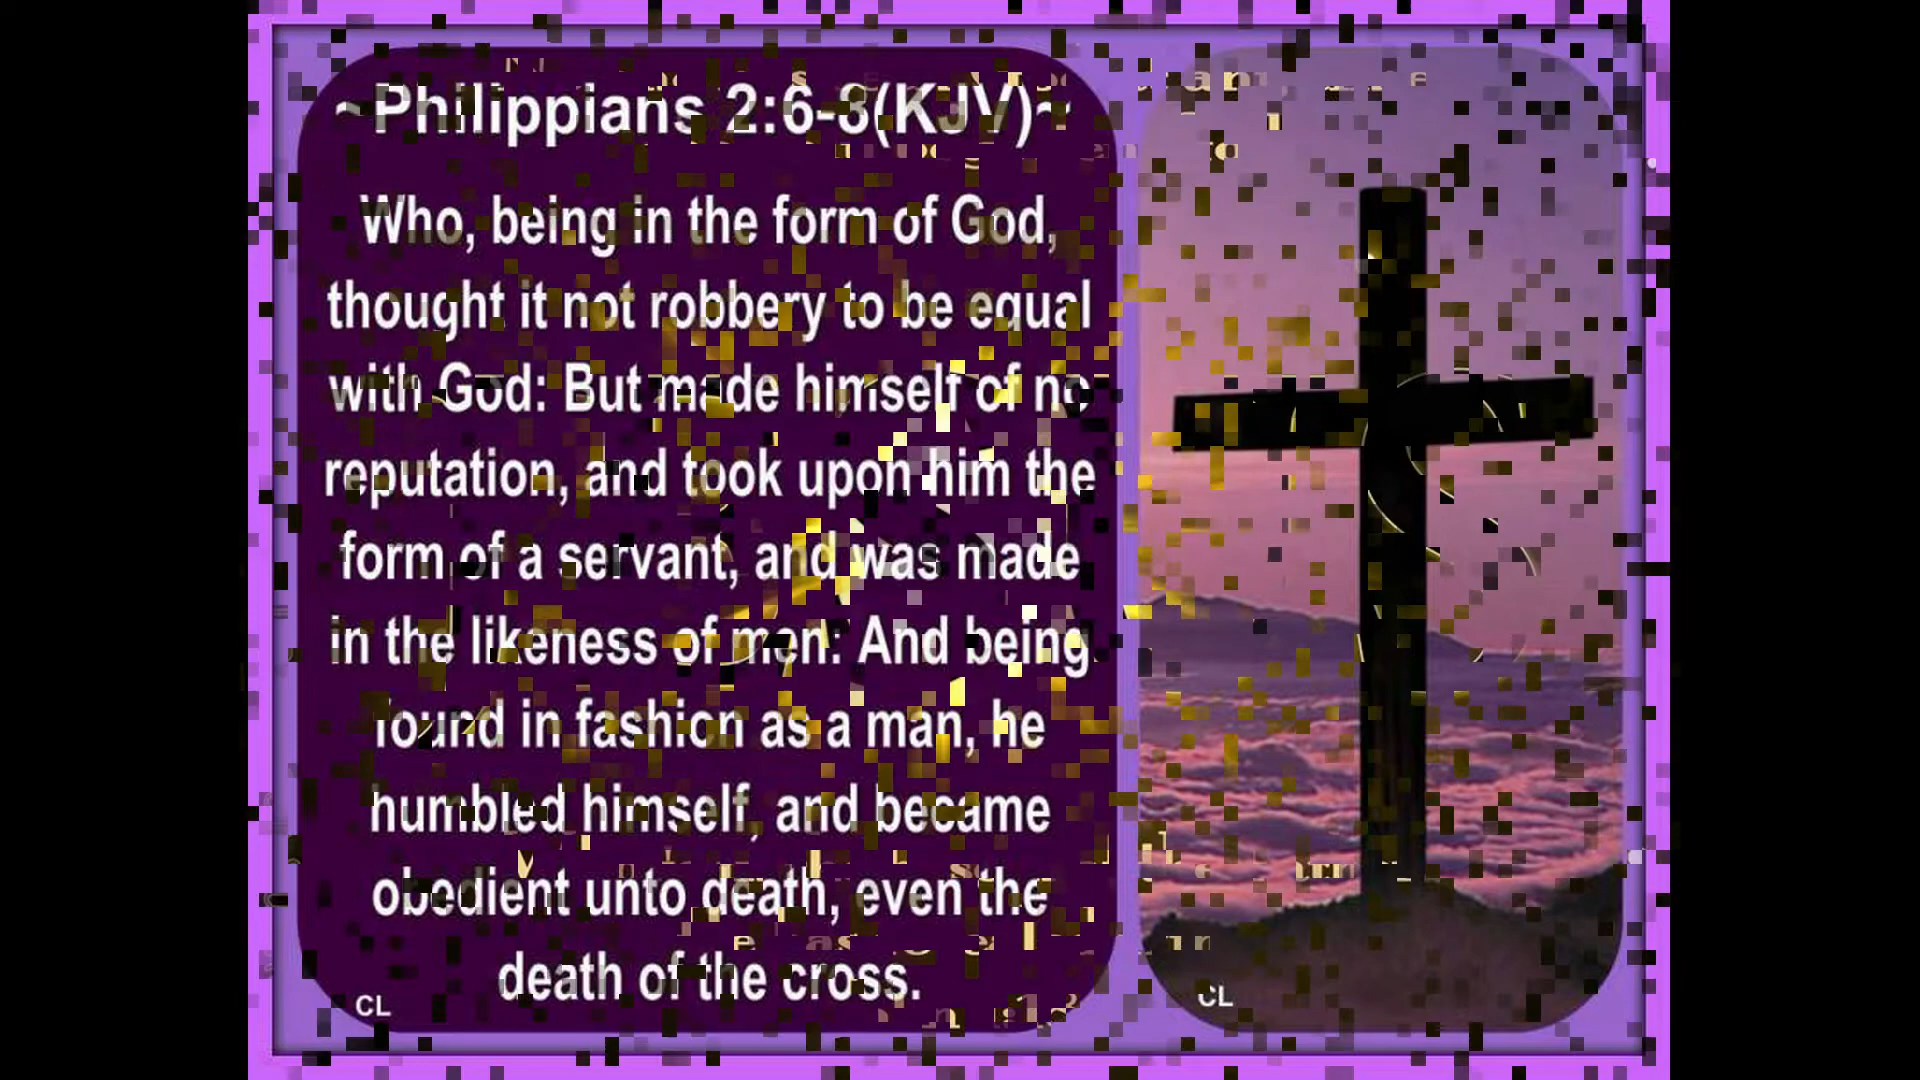 ~Philippians 2:6-8(KJV)~
Who, being in the form of God,
thought it not robbery to be equal
with God: But made himself of no
reputation, and took upon him the
form of a servant, and was made
in the likeness of men: And being
found in fashion as a man, he
humbled himself, and became
obedient unto death, even the
death of the cross.
CL
CL